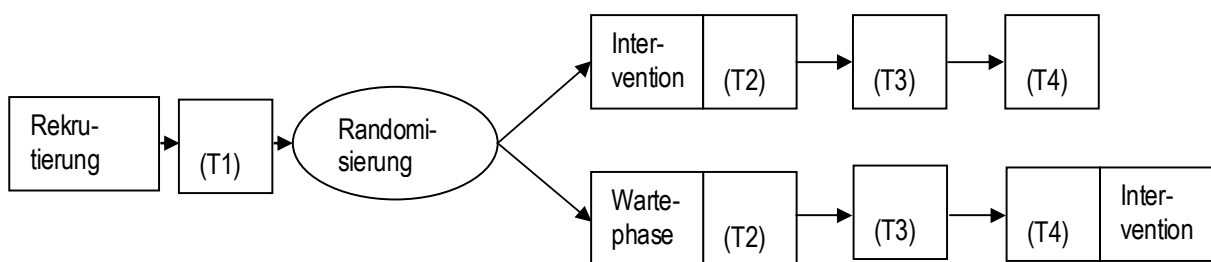 Rekru-
tierung
(T1)
Randomi-
sierung
Inter-
vention
(T2)
(T3)
(T4)
Warte-
phase
(T2)
(T3)
(T4)
Inter-
vention